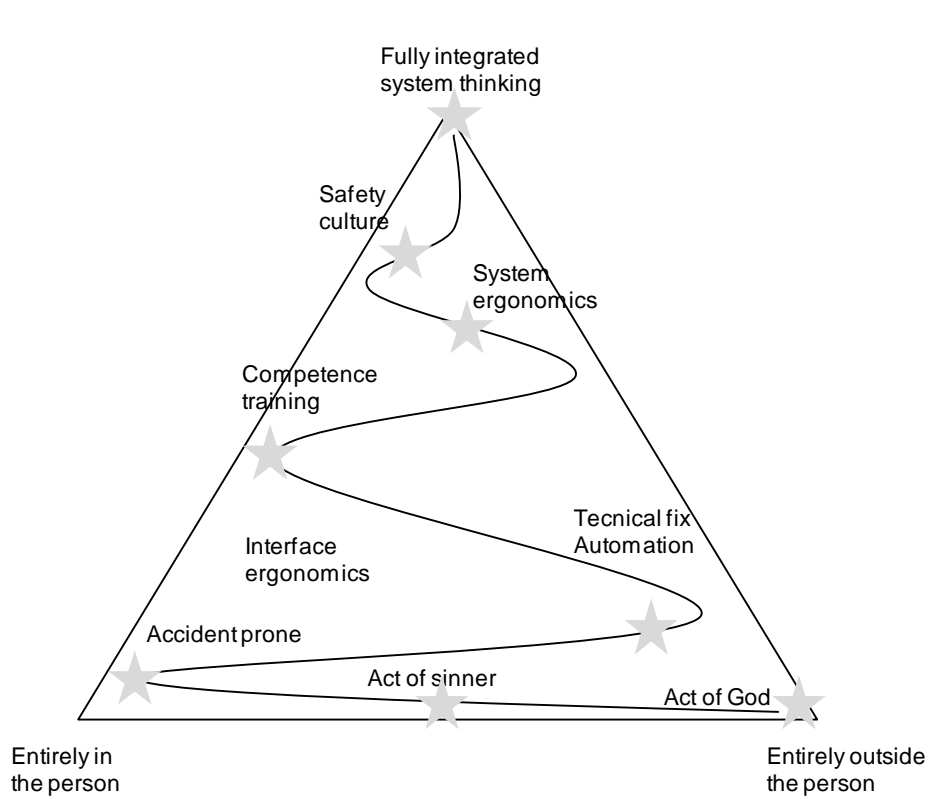 Fully integrated
system thinking
Safety
culture
System
ergonomics
Competence
training
Tecnical fix
Automation
Interface
ergonomics
Accident prone
Act of sinner
Act of God
Entirely in
the person
Entirely outside
the person